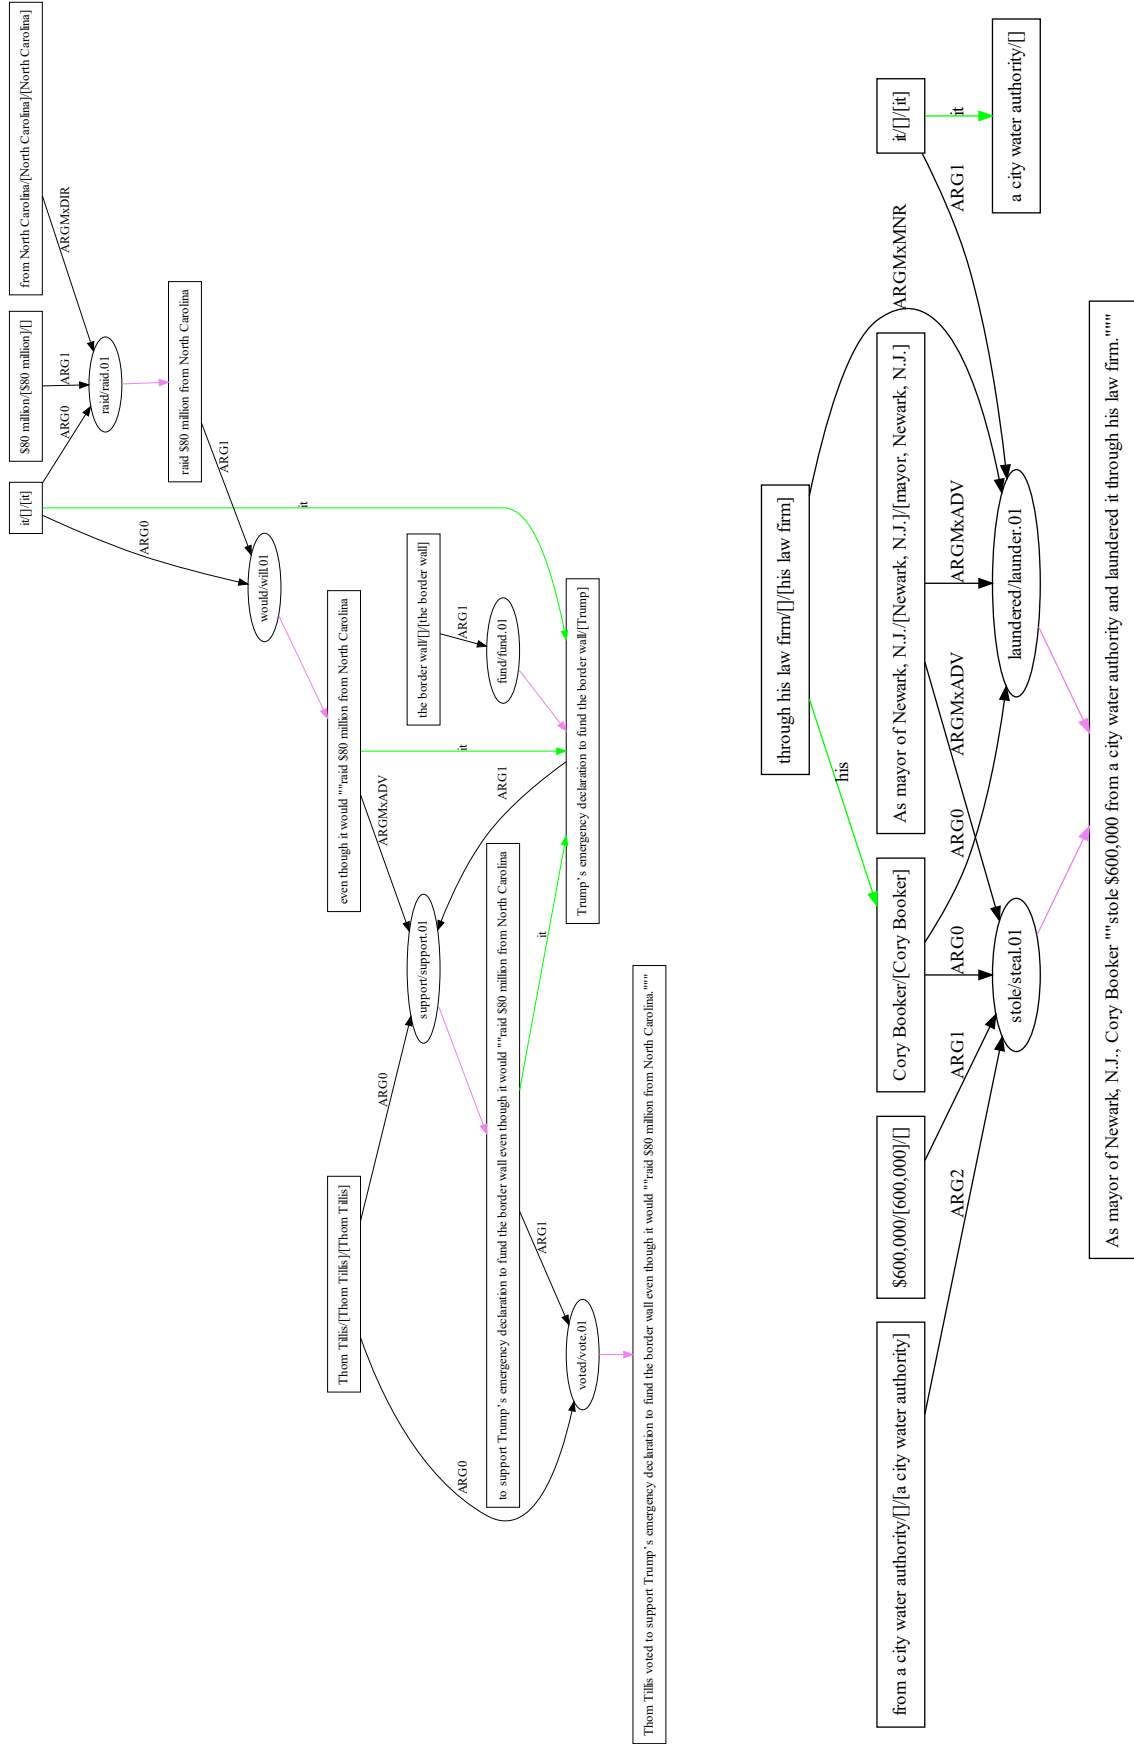 from North Carolina/[North Carolina]/[North Carolina]
$80 million/[$80 million]/[]
it/[]/[it]
ARGMxDIR
ARG1
ARG0
raid/raid.01
raid $80 million from North Carolina
ARG1
ARG0
it
would/will.01
even though it would ""raid $80 million from North Carolina
the border wall/[]/[the border wall]
ARG1
fund/fund.01
it
ARGMxADV
ARG1
Trump's emergency declaration to fund the border wall/[Trump]
Thom Tillis/[Thom Tillis]/[Thom Tillis]
ARG0
support/support.01
to support Trump's emergency declaration to fund the border wall even though it would ""raid $80 million from North Carolina
it
ARG1
ARG0
voted/vote.01
Thom Tillis voted to support Trump's emergency declaration to fund the border wall even though it would ""raid $80 million from North Carolina."""
through his law firm/[]/[his law firm]
his
ARGMxMNR
it/[]/[it]
it
a city water authority/[]
ARG1
As mayor of Newark, N.J./[Newark, N.J.]/[mayor, Newark, N.J.]
Cory Booker/[Cory Booker]
$600,000/[600,000]/[]
from a city water authority/[]/[a city water authority]
ARGMxADV
ARGMxADV
ARG0
ARG0
ARG1
ARG2
laundered/launder.01
stole/steal.01
As mayor of Newark, N.J., Cory Booker ""stole $600,000 from a city water authority and laundered it through his law firm."""